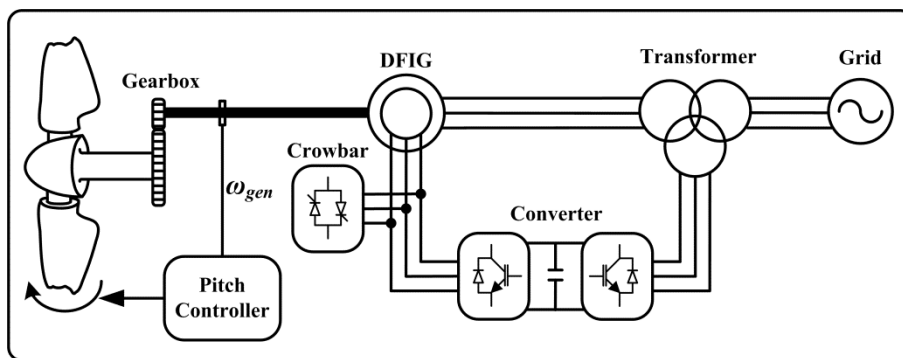 DFIG
Transformer
Grid
Gearbox
Crowbar
ω_gen
Converter
Pitch
Controller